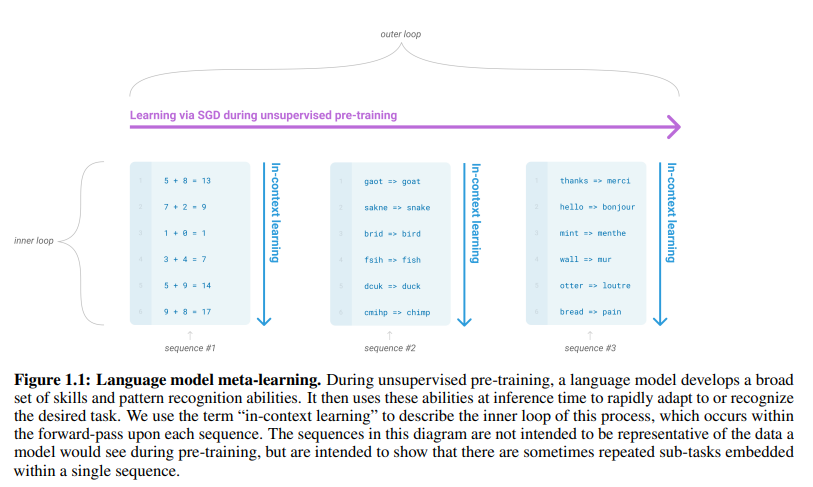 outer loop
Learning via SGD during unsupervised pre-training
inner loop
1 5 + 8 = 13
2 7 + 2 = 9
3 1 + 0 = 1
4 3 + 4 = 7
5 5 + 9 = 14
6 9 + 8 = 17
In-context learning
sequence #1
1 gaot => goat
2 sakne => snake
3 brid => bird
4 fsih => fish
5 dcuk => duck
6 cmihp => chimp
In-context learning
sequence #2
1 thanks => merci
2 hello => bonjour
3 mint => menthe
4 wall => mur
5 otter => loutre
6 bread => pain
In-context learning
sequence #3
Figure 1.1: Language model meta-learning. During unsupervised pre-training, a language model develops a broad
set of skills and pattern recognition abilities. It then uses these abilities at inference time to rapidly adapt to or recognize
the desired task. We use the term “in-context learning” to describe the inner loop of this process, which occurs within
the forward-pass upon each sequence. The sequences in this diagram are not intended to be representative of the data a
model would see during pre-training, but are intended to show that there are sometimes repeated sub-tasks embedded
within a single sequence.